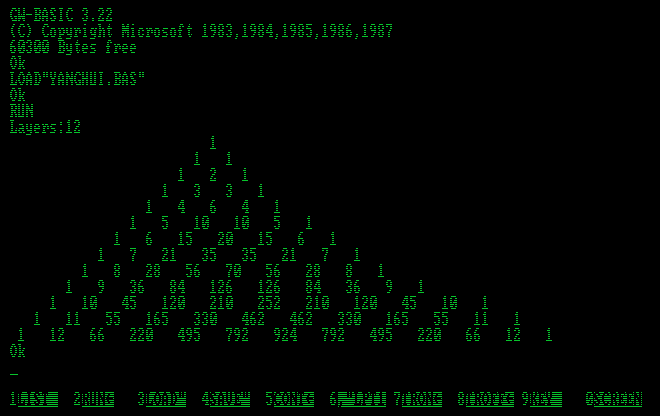 GW-BASIC 3.22
(C) Copyright Microsoft 1983,1984,1985,1986,1987
60300 Bytes free
Ok
LOAD"YANGHUI.BAS"
Ok
RUN
Layers:12
1
1 1
1 2 1
1 3 3 1
1 4 6 4 1
1 5 10 10 5 1
1 6 15 20 15 6 1
1 7 21 35 35 21 7 1
1 8 28 56 70 56 28 8 1
1 9 36 84 126 126 84 36 9 1
1 10 45 120 210 252 210 120 45 10 1
1 11 55 165 330 462 462 330 165 55 11 1
1 12 66 220 495 792 924 792 495 220 66 12 1
Ok
_
1LIST 2RUN← 3LOAD" 4SAVE" 5CONT← 6,"LPT1 7TRON← 8TROFF← 9KEY 0SCREEN